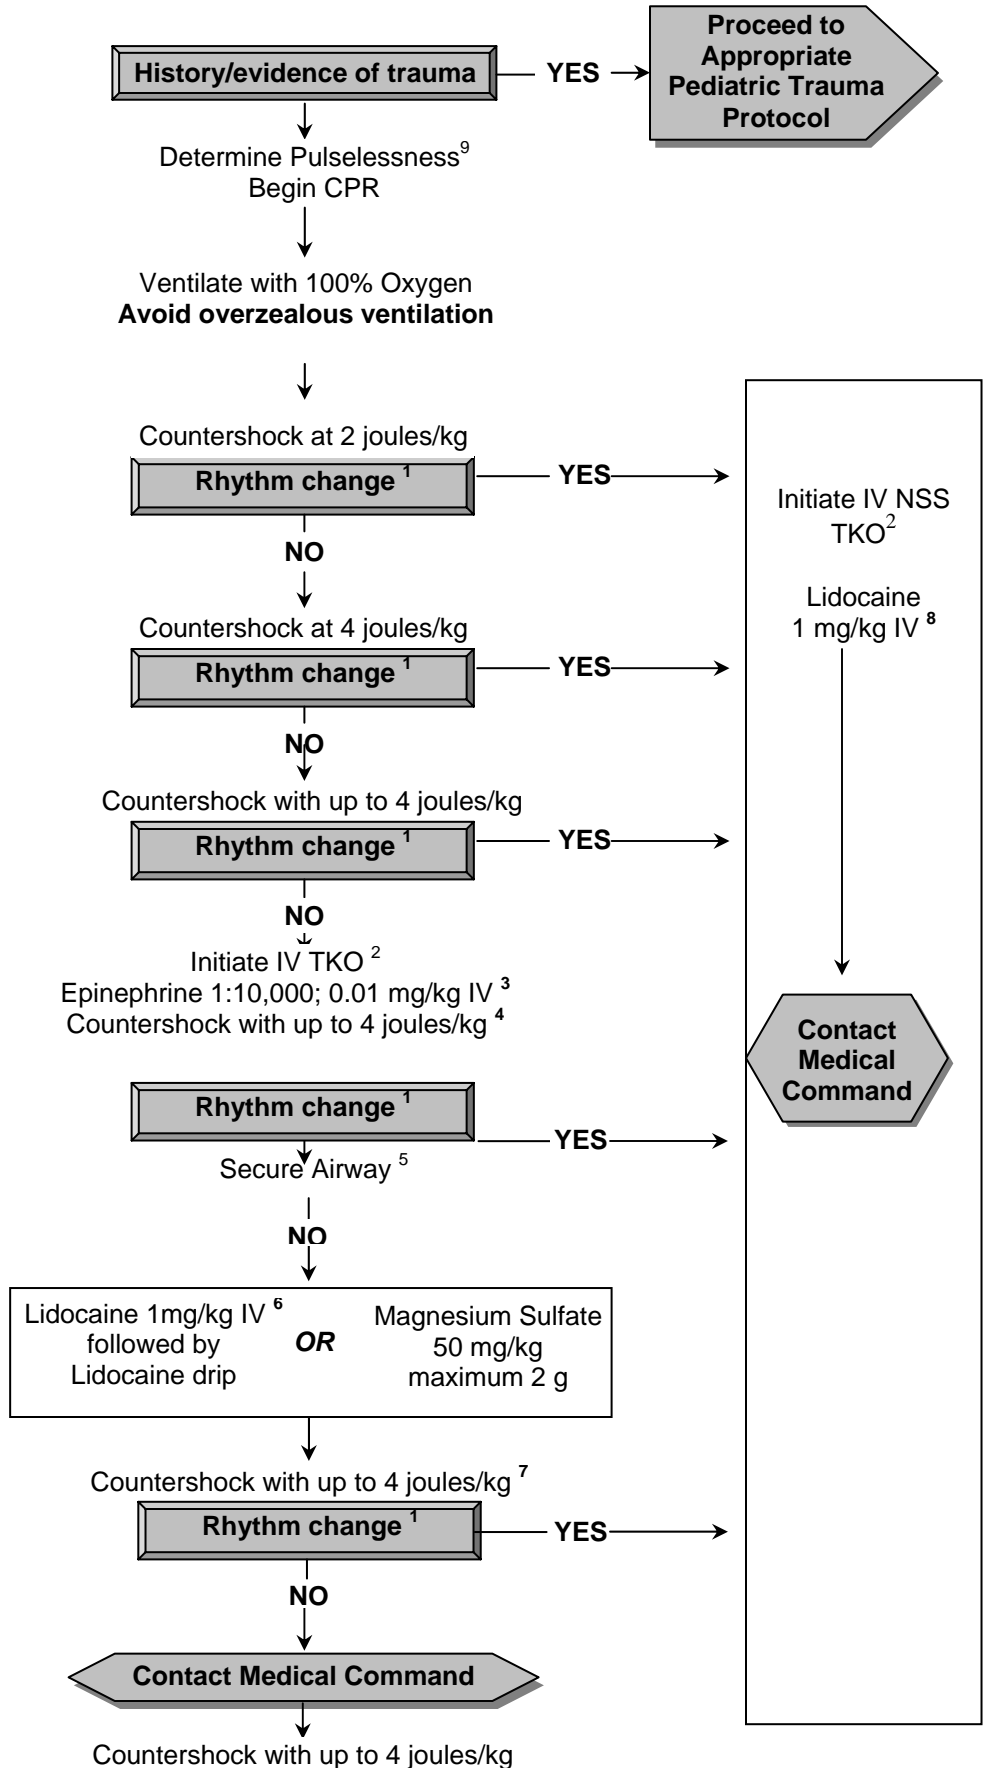 History/evidence of trauma
YES
Proceed to
Appropriate
Pediatric Trauma
Protocol
Determine Pulselessness⁹
Begin CPR
Ventilate with 100% Oxygen
Avoid overzealous ventilation
Countershock at 2 joules/kg
Rhythm change ¹
YES
NO
Countershock at 4 joules/kg
Rhythm change ¹
YES
NO
Countershock with up to 4 joules/kg
Rhythm change ¹
YES
NO
Initiate IV TKO ²
Epinephrine 1:10,000; 0.01 mg/kg IV ³
Countershock with up to 4 joules/kg ⁴
Rhythm change ¹
YES
Secure Airway ⁵
NO
Lidocaine 1mg/kg IV ⁶
followed by
Lidocaine drip
OR
Magnesium Sulfate
50 mg/kg
maximum 2 g
Countershock with up to 4 joules/kg ⁷
Rhythm change ¹
YES
NO
Contact Medical Command
Countershock with up to 4 joules/kg
Initiate IV NSS
TKO²
Lidocaine
1 mg/kg IV ⁸
Contact
Medical
Command